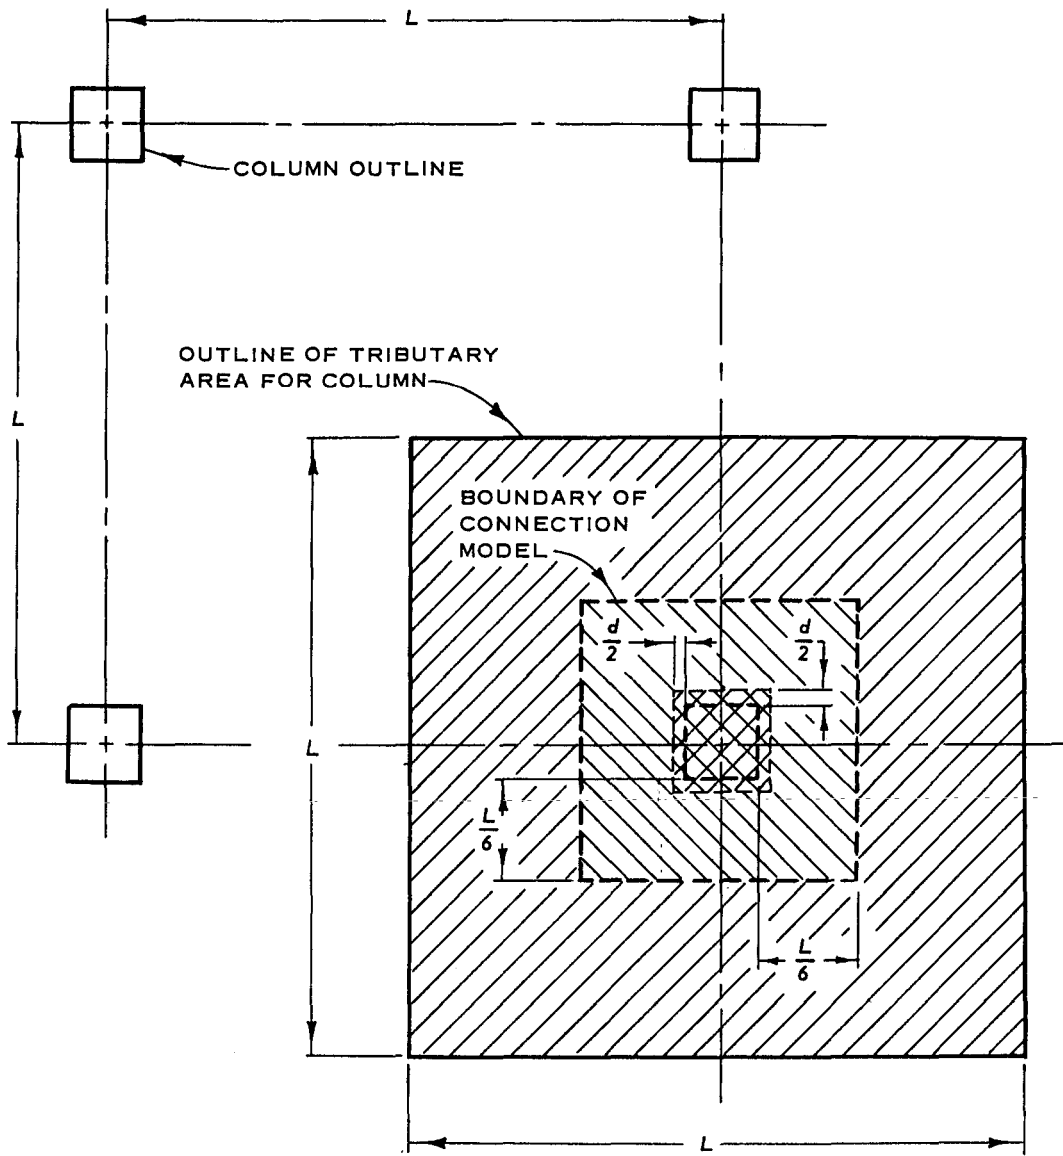 L
COLUMN OUTLINE
OUTLINE OF TRIBUTARY
AREA FOR COLUMN
L
BOUNDARY OF
CONNECTION
MODEL
d/2
d/2
L
L/6
L/6
L